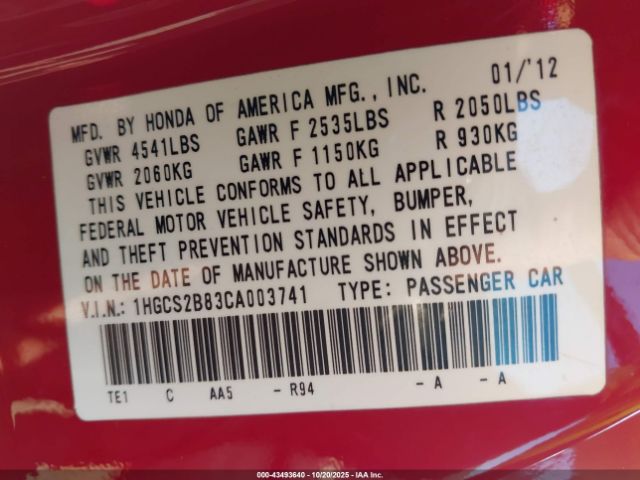 MFD. BY HONDA OF AMERICA MFG., INC. 01/'12
GVWR 4541LBS GAWR F 2535LBS R 2050LBS
GVWR 2060KG GAWR F 1150KG R 930KG
THIS VEHICLE CONFORMS TO ALL APPLICABLE
FEDERAL MOTOR VEHICLE SAFETY, BUMPER,
AND THEFT PREVENTION STANDARDS IN EFFECT
ON THE DATE OF MANUFACTURE SHOWN ABOVE.
V.I.N.: 1HGCS2B83CA003741 TYPE: PASSENGER CAR
TE1 C AA5 - R94 - A - A
000-43493640 - 10/20/2025 - IAA, Inc.